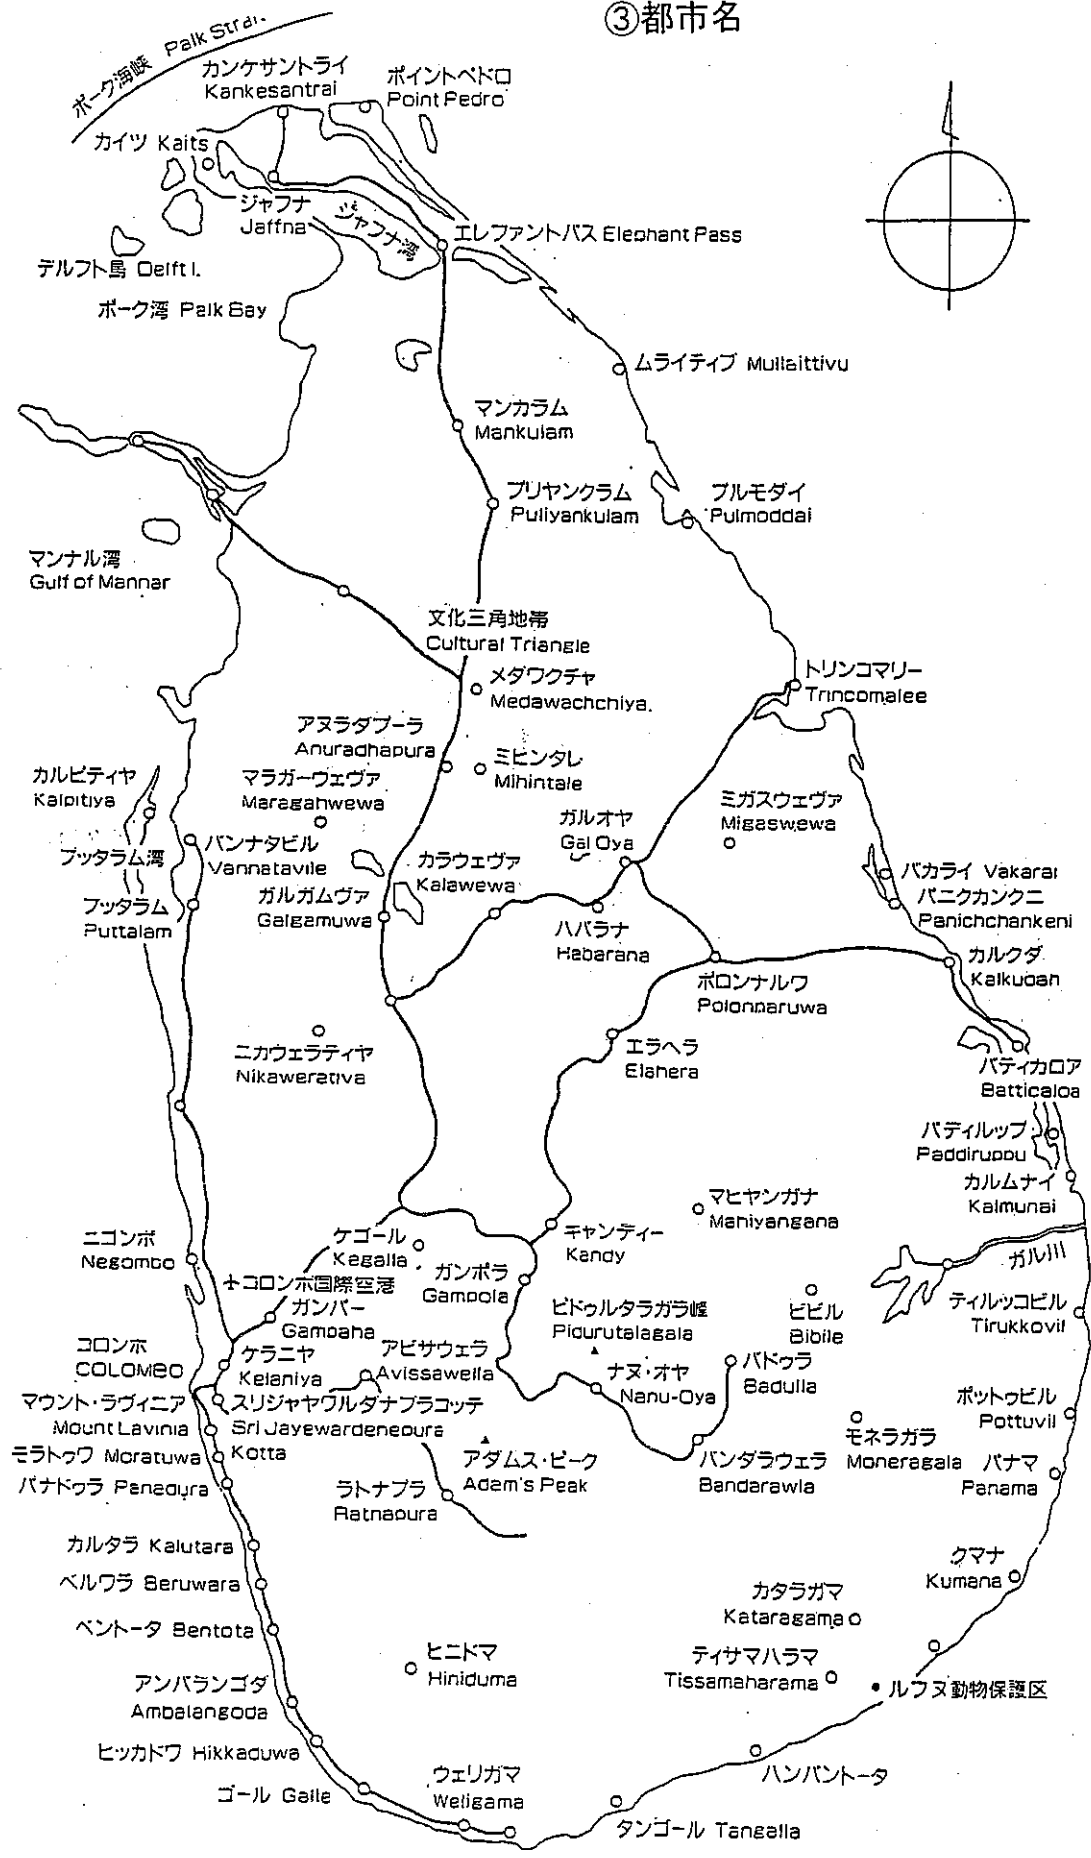 ③都市名
ポーク海峡 Palk Strai.
カンケサントライ
Kankesantrai
ポイントペドロ
Point Pedro
カイツ Kaits
ジャフナ
Jaffna
ジャフナ湾
エレファントパス Elephant Pass
デルフト島 Delft I.
ポーク湾 Palk Bay
ムライティブ Mullaittivu
マンカラム
Mankulam
プリヤンクラム
Puliyankulam
プルモダイ
Pulmoddai
マンナル湾
Gulf of Mannar
文化三角地帯
Cultural Triangle
メダワクチャ
Medawachchiya
トリンコマリー
Trincomalee
アヌラダプーラ
Anuradhapura
ミヒンタレ
Mihintale
カルピティヤ
Kalpitiya
マラガーウェヴァ
Maragahwewa
ガルオヤ
Gal Oya
ミガスウェヴァ
Migaswewa
プッタラム湾
バンナタビル
Vannatavile
カラウェヴァ
Kalawewa
バカライ Vakarai
パニクカンクニ
Panichchankeni
ガルガムヴァ
Galgamuwa
プッタラム
Puttalam
ハバラナ
Habarana
カルクダ
Kalkudah
ポロンナルワ
Polonnaruwa
ニカウェラティヤ
Nikaweratiya
エラヘラ
Elahera
バティカロア
Batticaloa
パディルップ
Paddiruppu
カルムナイ
Kalmunai
マヒヤンガナ
Mahiyangana
ニゴンボ
Negombo
ケゴール
Kegalla
キャンディー
Kandy
ガル川
コロンボ国際空港
ガンポラ
Gampola
ガンパー
Gampaha
ピドゥルタラガラ峰
Pidurutalagala
ビビル
Bibile
ティルッコビル
Tirukkovil
コロンボ
COLOMBO
ケラニヤ
Kelaniya
アビサウェラ
Avissawella
ナヌ・オヤ
Nanu-Oya
バドゥラ
Badulla
マウント・ラヴィニア
Mount Lavinia
スリジャヤワルダナプラコッテ
Sri Jayewardenepura
Kotta
ポットゥビル
Pottuvil
モラトゥワ Moratuwa
アダムス・ピーク
Adam's Peak
バンダラウェラ
Bandarawla
モネラガラ
Moneragala
パナマ
Panama
パナドゥラ Panadura
ラトナプラ
Ratnapura
カルタラ Kalutara
ベルワラ Beruwara
クマナ
Kumana
ベントータ Bentota
カタラガマ
Kataragama
ヒニドマ
Hiniduma
ティサマハラマ
Tissamaharama
アンバランゴダ
Ambalangoda
ルフヌ動物保護区
ヒッカドワ Hikkaduwa
ハンバントータ
ゴール Galle
ウェリガマ
Weligama
タンゴール Tangalla